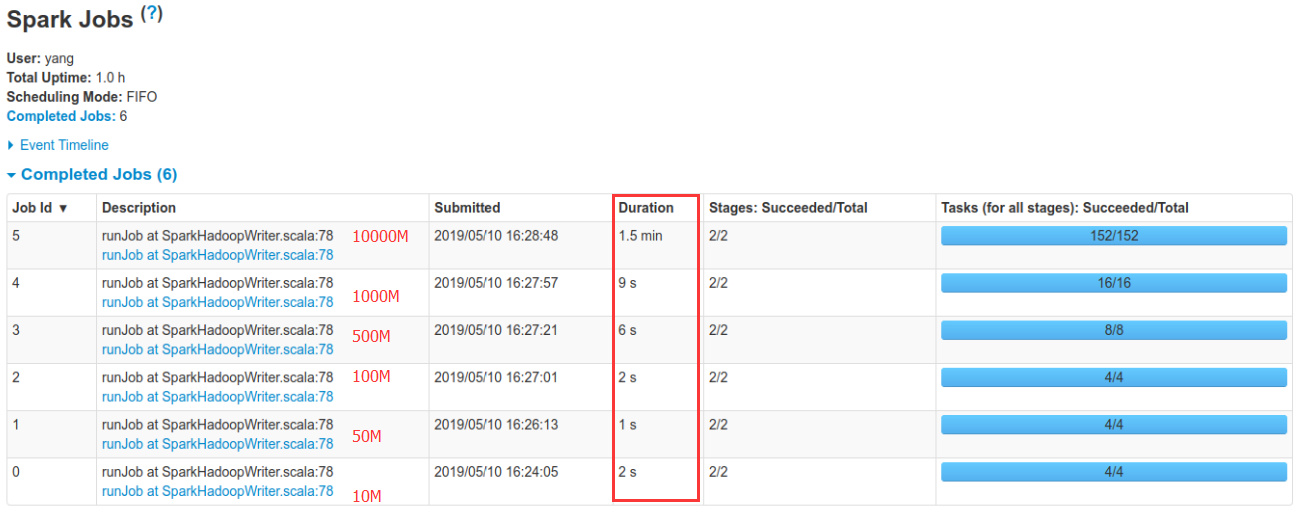 Spark Jobs (?)
User: yang
Total Uptime: 1.0 h
Scheduling Mode: FIFO
Completed Jobs: 6
Event Timeline
Completed Jobs (6)
Job Id ▼ Description Submitted Duration Stages: Succeeded/Total Tasks (for all stages): Succeeded/Total
5 runJob at SparkHadoopWriter.scala:78 10000M 2019/05/10 16:28:48 1.5 min 2/2 152/152
runJob at SparkHadoopWriter.scala:78
4 runJob at SparkHadoopWriter.scala:78 2019/05/10 16:27:57 9 s 2/2 16/16
runJob at SparkHadoopWriter.scala:78 1000M
3 runJob at SparkHadoopWriter.scala:78 500M 2019/05/10 16:27:21 6 s 2/2 8/8
runJob at SparkHadoopWriter.scala:78
2 runJob at SparkHadoopWriter.scala:78 100M 2019/05/10 16:27:01 2 s 2/2 4/4
runJob at SparkHadoopWriter.scala:78
1 runJob at SparkHadoopWriter.scala:78 2019/05/10 16:26:13 1 s 2/2 4/4
runJob at SparkHadoopWriter.scala:78 50M
0 runJob at SparkHadoopWriter.scala:78 2019/05/10 16:24:05 2 s 2/2 4/4
runJob at SparkHadoopWriter.scala:78 10M